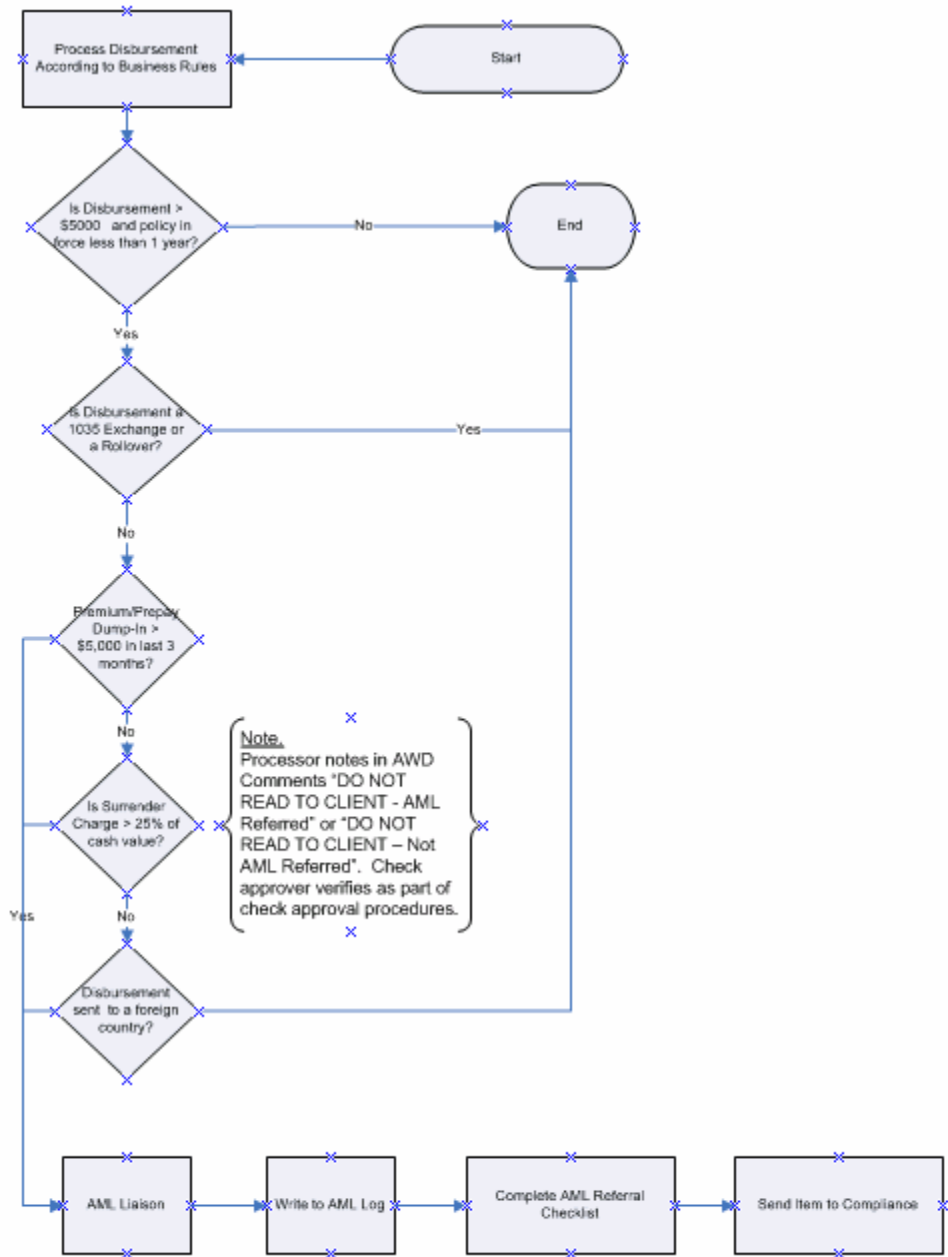 Process Disbursement
According to Business Rules
Start
Is Disbursement >
$5000 and policy in
force less than 1 year?
No
End
Yes
Is Disbursement a
1035 Exchange or
a Rollover?
Yes
No
Premium/Prepay
Dump-In >
$5,000 in last 3
months?
No
Note.
Processor notes in AWD
Comments “DO NOT
READ TO CLIENT - AML
Referred” or “DO NOT
READ TO CLIENT – Not
AML Referred”. Check
approver verifies as part of
check approval procedures.
Is Surrender
Charge > 25% of
cash value?
Yes
No
Disbursement
sent to a foreign
country?
AML Liaison
Write to AML Log
Complete AML Referral
Checklist
Send Item to Compliance